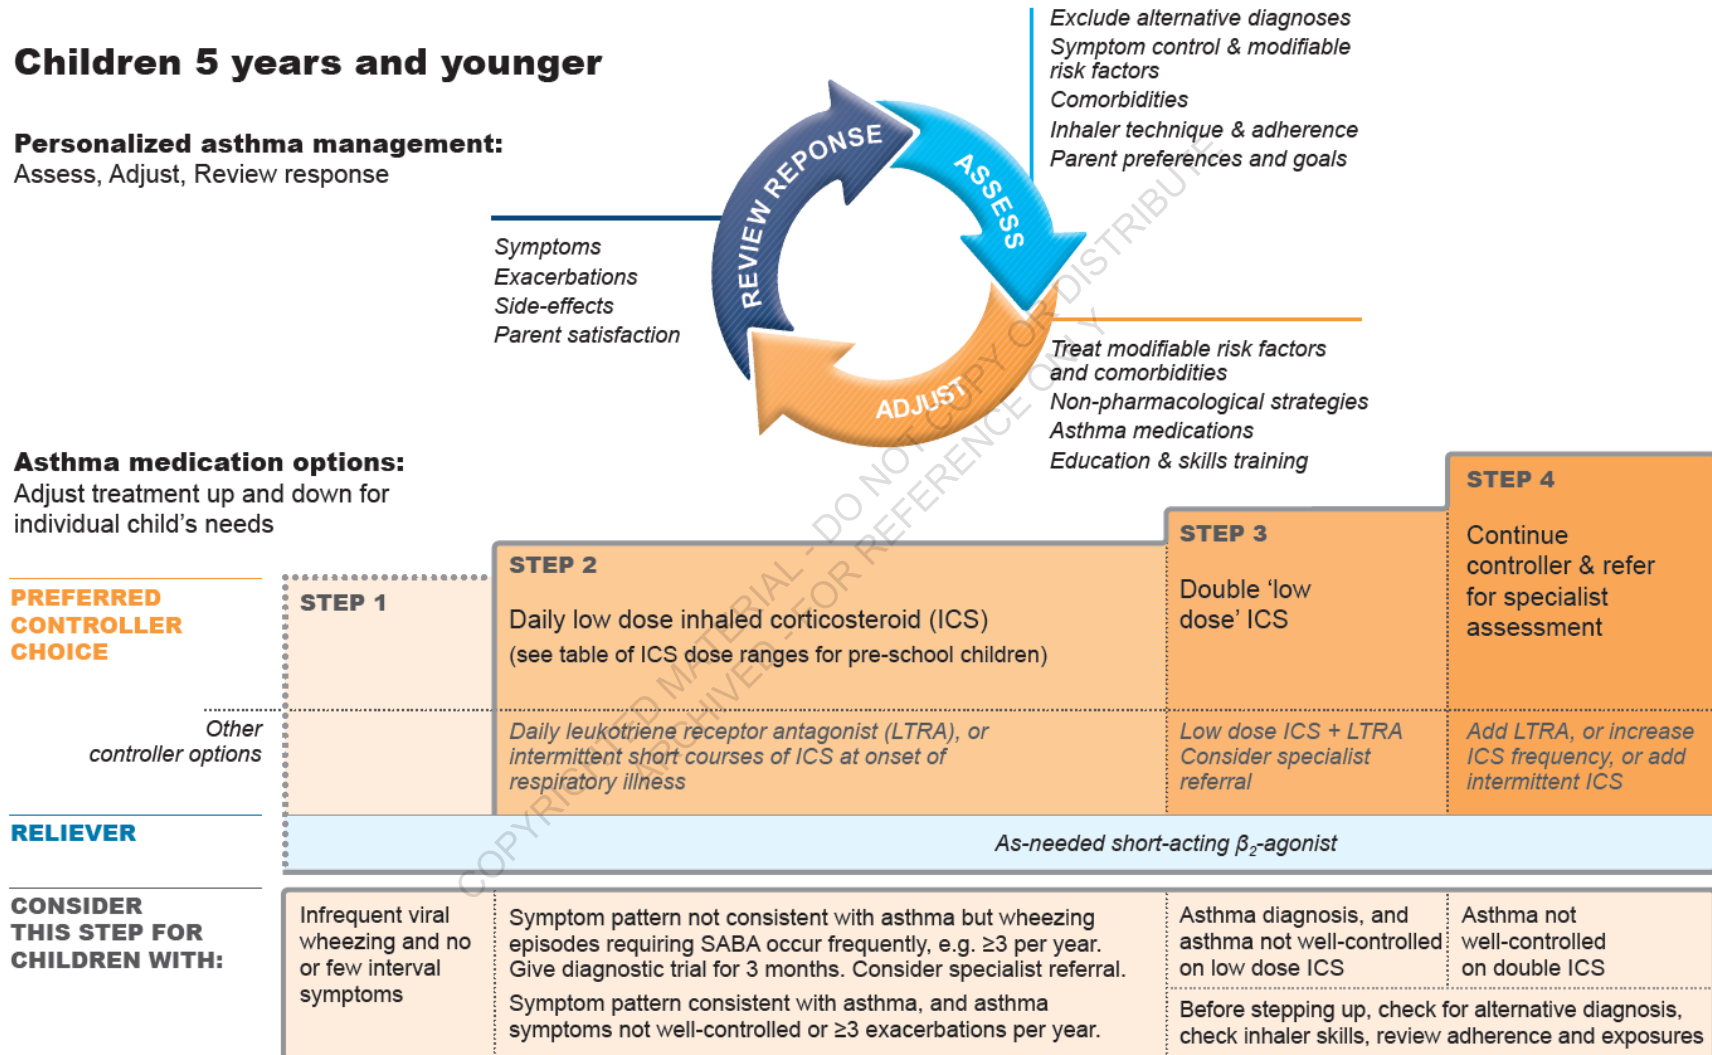 Children 5 years and younger
Personalized asthma management:
Assess, Adjust, Review response
Exclude alternative diagnoses
Symptom control & modifiable
risk factors
Comorbidities
Inhaler technique & adherence
Parent preferences and goals
REVIEW REPONSE
ASSESS
ADJUST
Symptoms
Exacerbations
Side-effects
Parent satisfaction
Treat modifiable risk factors
and comorbidities
Non-pharmacological strategies
Asthma medications
Education & skills training
Asthma medication options:
Adjust treatment up and down for
individual child's needs
PREFERRED
CONTROLLER
CHOICE
STEP 1
STEP 2
Daily low dose inhaled corticosteroid (ICS)
(see table of ICS dose ranges for pre-school children)
STEP 3
Double ‘low
dose’ ICS
STEP 4
Continue
controller & refer
for specialist
assessment
Other
controller options
Daily leukotriene receptor antagonist (LTRA), or
intermittent short courses of ICS at onset of
respiratory illness
Low dose ICS + LTRA
Consider specialist
referral
Add LTRA, or increase
ICS frequency, or add
intermittent ICS
RELIEVER
As-needed short-acting β₂-agonist
CONSIDER
THIS STEP FOR
CHILDREN WITH:
Infrequent viral
wheezing and no
or few interval
symptoms
Symptom pattern not consistent with asthma but wheezing
episodes requiring SABA occur frequently, e.g. ≥3 per year.
Give diagnostic trial for 3 months. Consider specialist referral.
Symptom pattern consistent with asthma, and asthma
symptoms not well-controlled or ≥3 exacerbations per year.
Asthma diagnosis, and
asthma not well-controlled
on low dose ICS
Asthma not
well-controlled
on double ICS
Before stepping up, check for alternative diagnosis,
check inhaler skills, review adherence and exposures
COPYRIGHTED MATERIAL - DO NOT COPY OR DISTRIBUTE
ARCHIVED - FOR REFERENCE ONLY